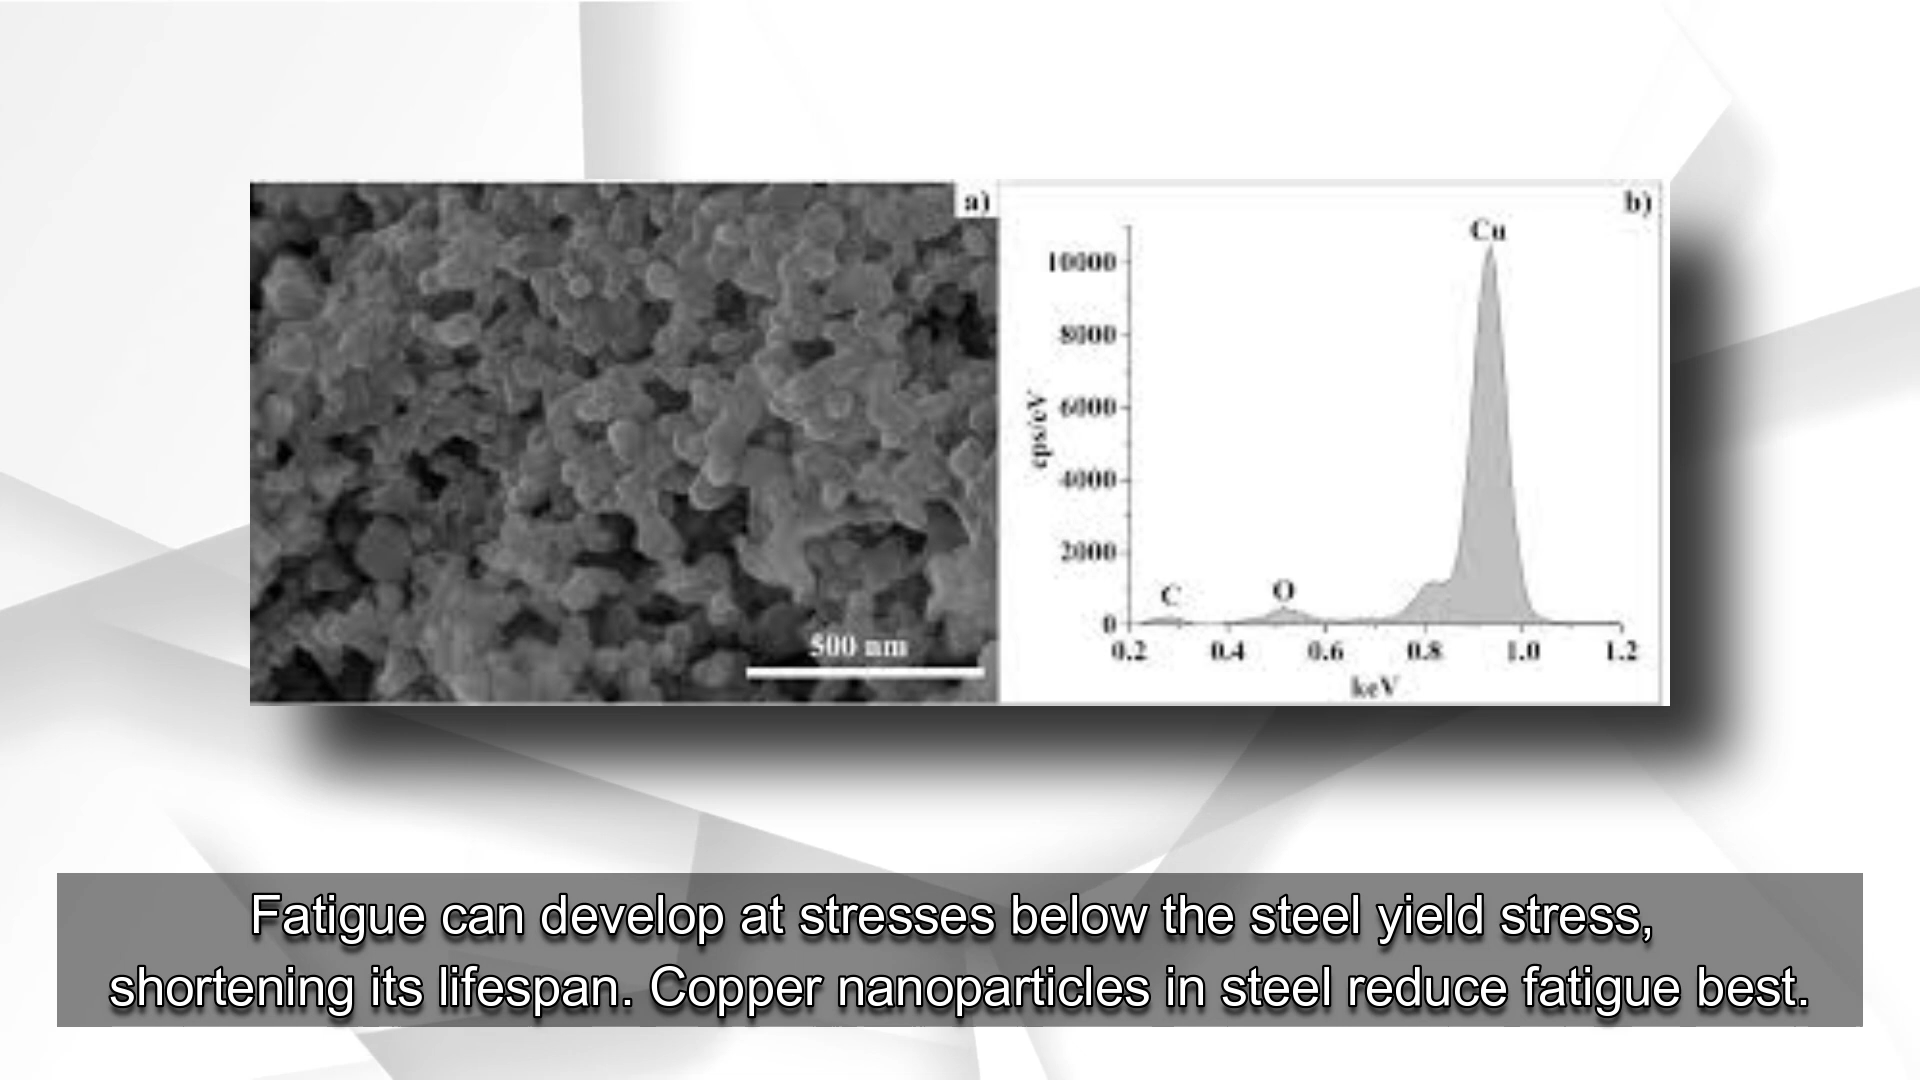 a)
b)
Cu
10000
8000
6000
4000
2000
0
cps/eV
C
O
500 nm
0.2 0.4 0.6 0.8 1.0 1.2
keV
Fatigue can develop at stresses below the steel yield stress,
shortening its lifespan. Copper nanoparticles in steel reduce fatigue best.